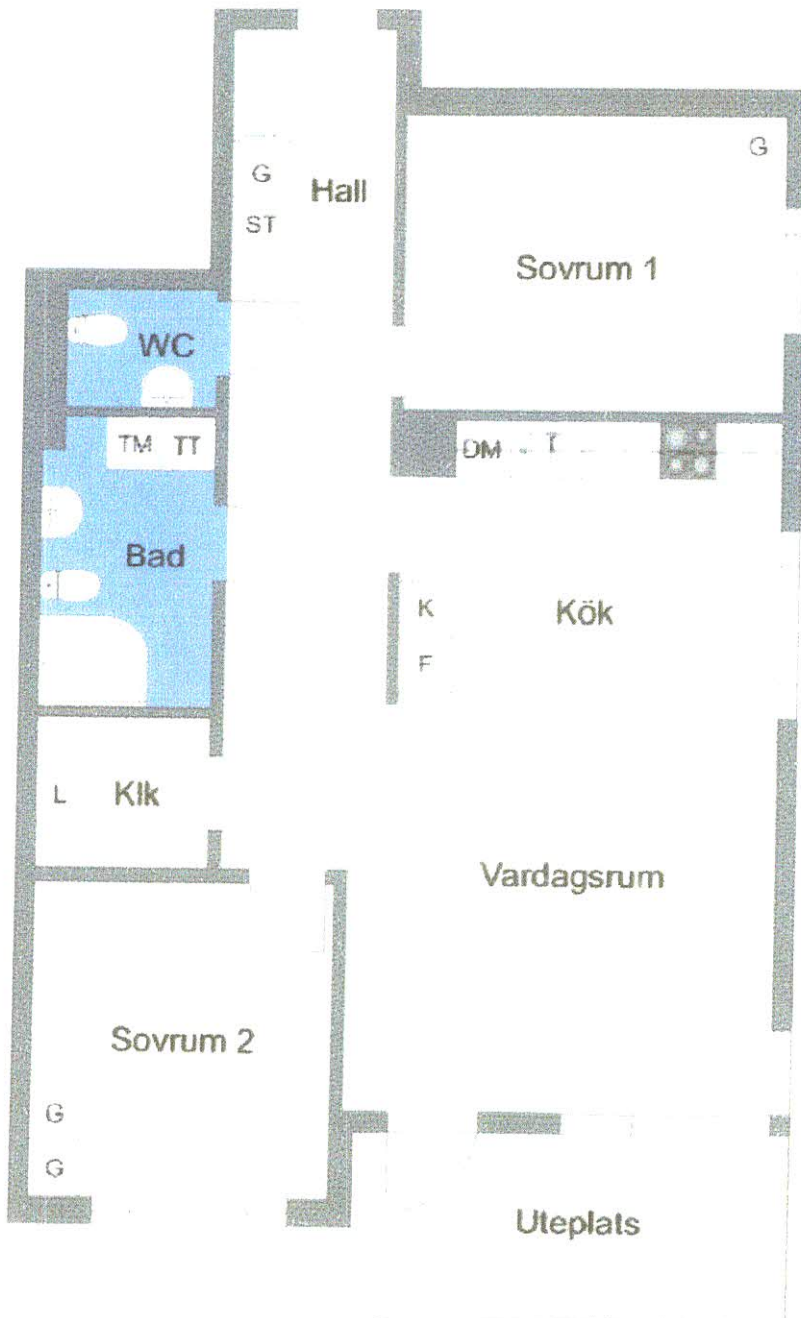 G
G
Hall
ST
Sovrum 1
WC
TM TT
DM T
Bad
K
Kök
F
L Klk
Vardagsrum
Sovrum 2
G
G
Uteplats